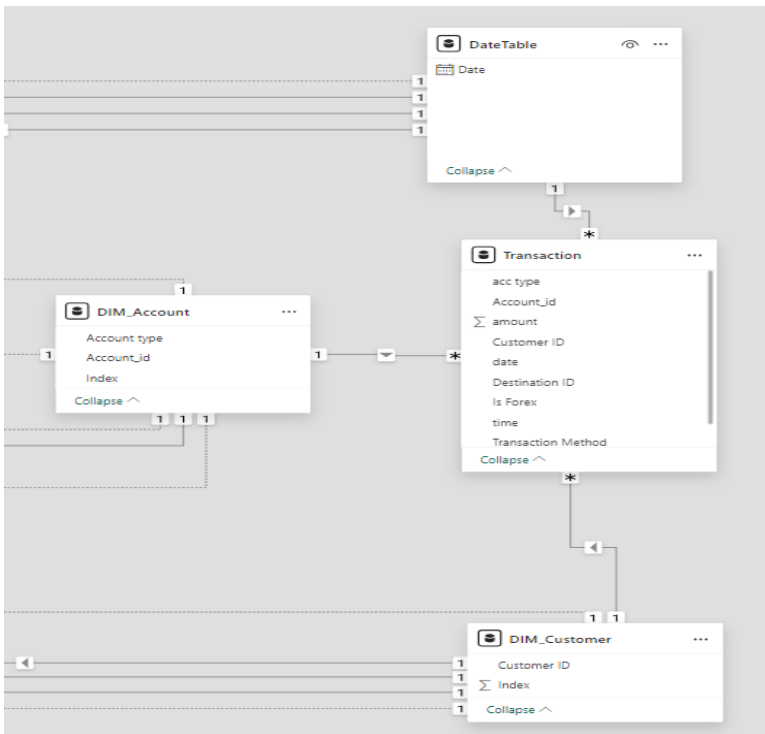 DateTable
Date
Collapse
1
1
1
1
1
*
Transaction
acc type
Account_id
amount
Customer ID
date
Destination ID
Is Forex
time
Transaction Method
Collapse
1
DIM_Account
Account type
Account_id
Index
Collapse
1
1
*
1 1 1
*
1 1
DIM_Customer
Customer ID
Index
Collapse
1
1
1
1